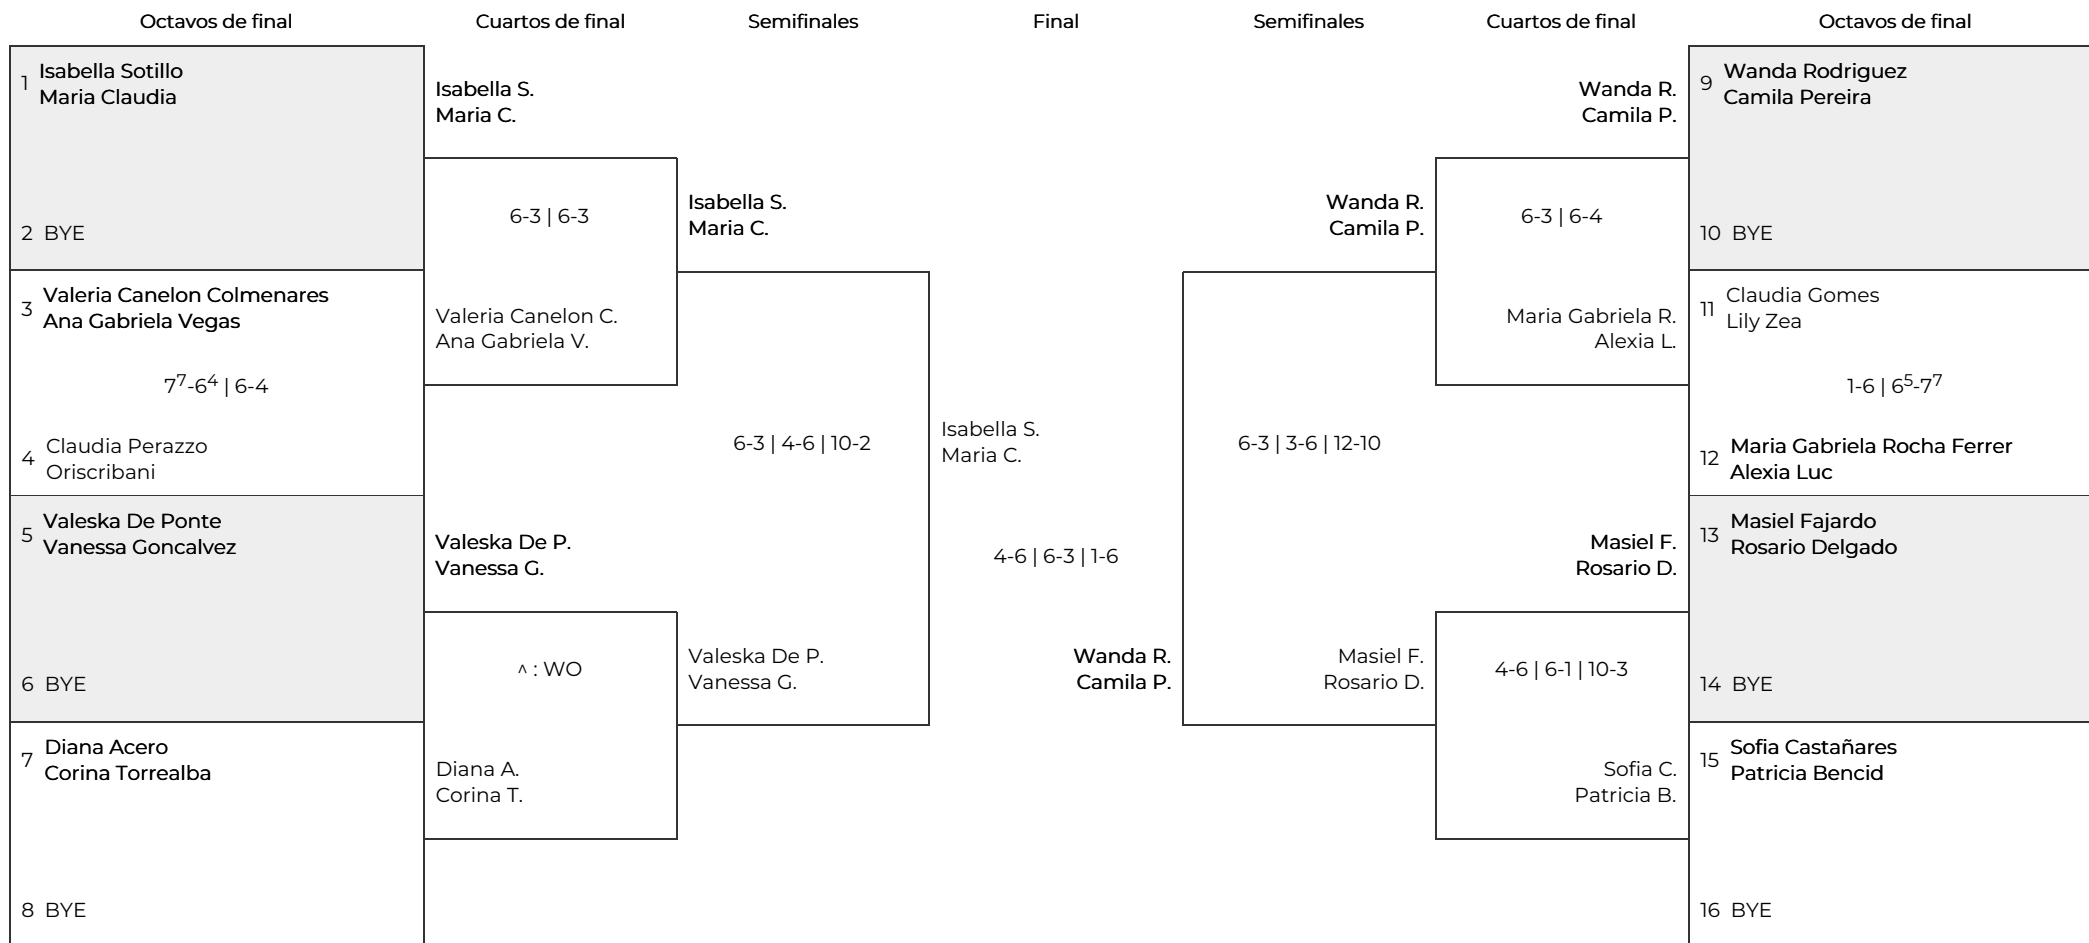 Octavos de final
Cuartos de final
Semifinales
Final
Semifinales
Cuartos de final
Octavos de final
1 Isabella Sotillo
Maria Claudia
2 BYE
3 Valeria Canelon Colmenares
Ana Gabriela Vegas
7⁷-6⁴ | 6-4
4 Claudia Perazzo
Oriscribani
5 Valeska De Ponte
Vanessa Goncalvez
6 BYE
7 Diana Acero
Corina Torrealba
8 BYE
Isabella S.
Maria C.
6-3 | 6-3
Valeria Canelon C.
Ana Gabriela V.
Valeska De P.
Vanessa G.
^ : WO
Diana A.
Corina T.
Isabella S.
Maria C.
6-3 | 4-6 | 10-2
Valeska De P.
Vanessa G.
Isabella S.
Maria C.
4-6 | 6-3 | 1-6
Wanda R.
Camila P.
Wanda R.
Camila P.
6-3 | 3-6 | 12-10
Masiel F.
Rosario D.
Wanda R.
Camila P.
6-3 | 6-4
Maria Gabriela R.
Alexia L.
Masiel F.
Rosario D.
4-6 | 6-1 | 10-3
Sofia C.
Patricia B.
9 Wanda Rodriguez
Camila Pereira
10 BYE
11 Claudia Gomes
Lily Zea
1-6 | 6⁵-7⁷
12 Maria Gabriela Rocha Ferrer
Alexia Luc
13 Masiel Fajardo
Rosario Delgado
14 BYE
15 Sofia Castañares
Patricia Bencid
16 BYE